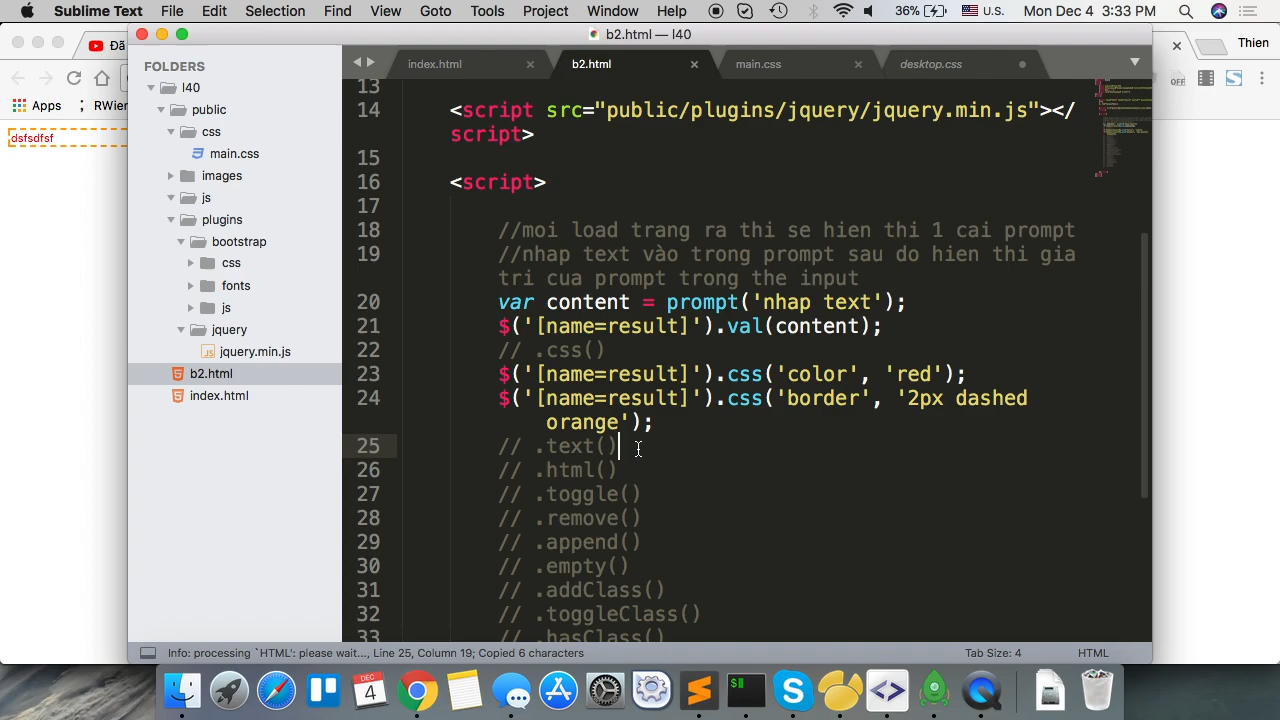 Sublime Text File Edit Selection Find View Goto Tools Project Window Help 36% U.S. Mon Dec 4 3:33 PM
b2.html — l40
Đã
Thien
FOLDERS
index.html
b2.html
main.css
desktop.css
Apps
RWien
OFF
dsfsdfsf
l40
public
css
main.css
images
js
plugins
bootstrap
css
fonts
js
jquery
jquery.min.js
b2.html
index.html
13
14 <script src="public/plugins/jquery/jquery.min.js"></
script>
15
16 <script>
17
18 //moi load trang ra thi se hien thi 1 cai prompt
19 //nhap text vào trong prompt sau do hien thi gia
tri cua prompt trong the input
20 var content = prompt('nhap text');
21 $('[name=result]').val(content);
22 // .css()
23 $('[name=result]').css('color', 'red');
24 $('[name=result]').css('border', '2px dashed
orange');
25 // .text()
26 // .html()
27 // .toggle()
28 // .remove()
29 // .append()
30 // .empty()
31 // .addClass()
32 // .toggleClass()
33 // .hasClass()
Info: processing `HTML': please wait..., Line 25, Column 19; Copied 6 characters
Tab Size: 4
HTML
DEC
4